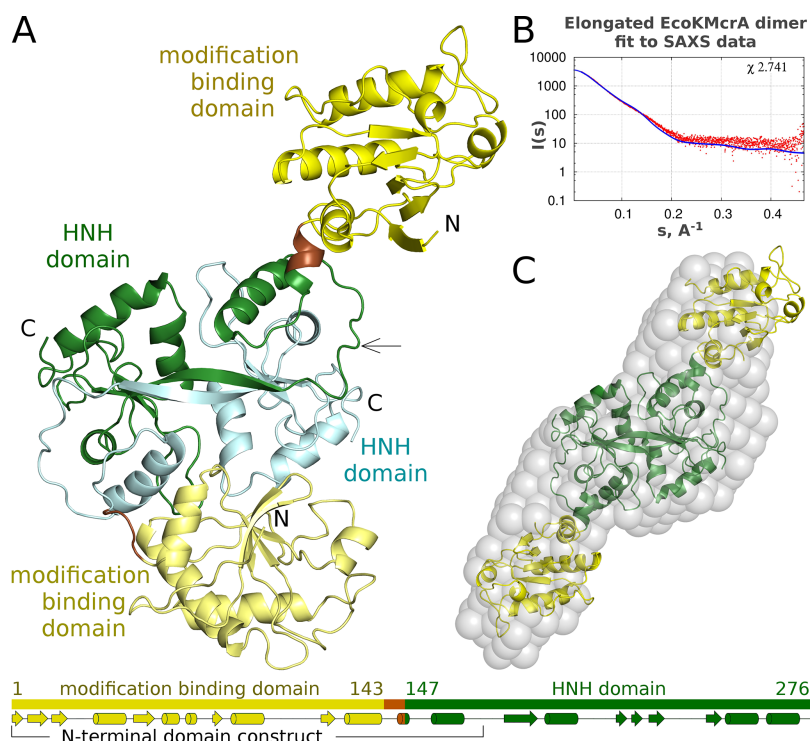 A
modification
binding
domain
N
HNH
domain
C
C
HNH
domain
N
modification
binding
domain
B
Elongated EcoKMcrA dimer
fit to SAXS data
χ 2.741
10000
1000
100
10
1
0.1
I(s)
0.1 0.2 0.3 0.4
s, A-1
C
1 modification binding domain 143 147 HNH domain 276
N-terminal domain construct